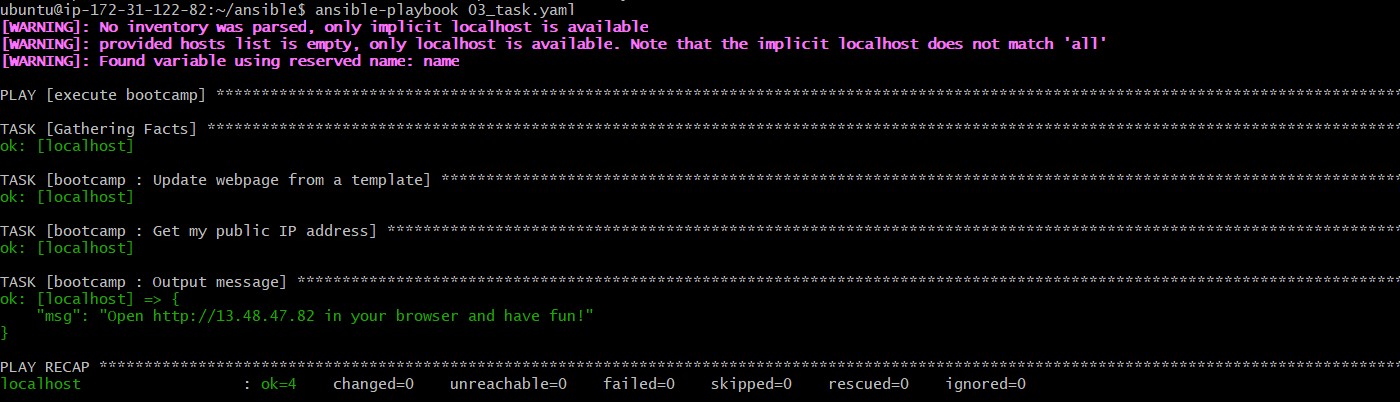 ubuntu@ip-172-31-122-82:~/ansible$ ansible-playbook 03_task.yaml
[WARNING]: No inventory was parsed, only implicit localhost is available
[WARNING]: provided hosts list is empty, only localhost is available. Note that the implicit localhost does not match 'all'
[WARNING]: Found variable using reserved name: name
PLAY [execute bootcamp] ***********************************************************************************************************************************
TASK [Gathering Facts] ************************************************************************************************************************************
ok: [localhost]
TASK [bootcamp : Update webpage from a template] **********************************************************************************************************
ok: [localhost]
TASK [bootcamp : Get my public IP address] ****************************************************************************************************************
ok: [localhost]
TASK [bootcamp : Output message] **************************************************************************************************************************
ok: [localhost] => {
    "msg": "Open http://13.48.47.82 in your browser and have fun!"
}
PLAY RECAP ************************************************************************************************************************************************
localhost                  : ok=4    changed=0    unreachable=0    failed=0    skipped=0    rescued=0    ignored=0